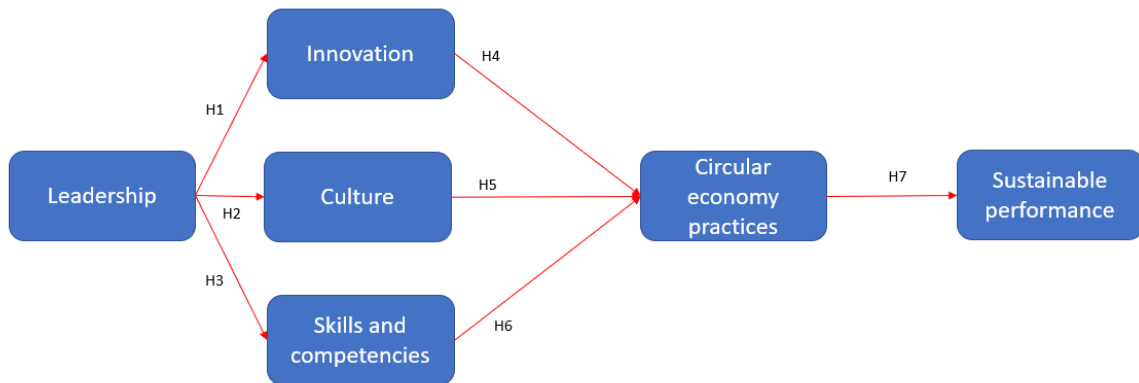 Innovation
H4
H1
Leadership
H2
Culture
H5
Circular
economy
practices
H7
Sustainable
performance
H3
Skills and
competencies
H6